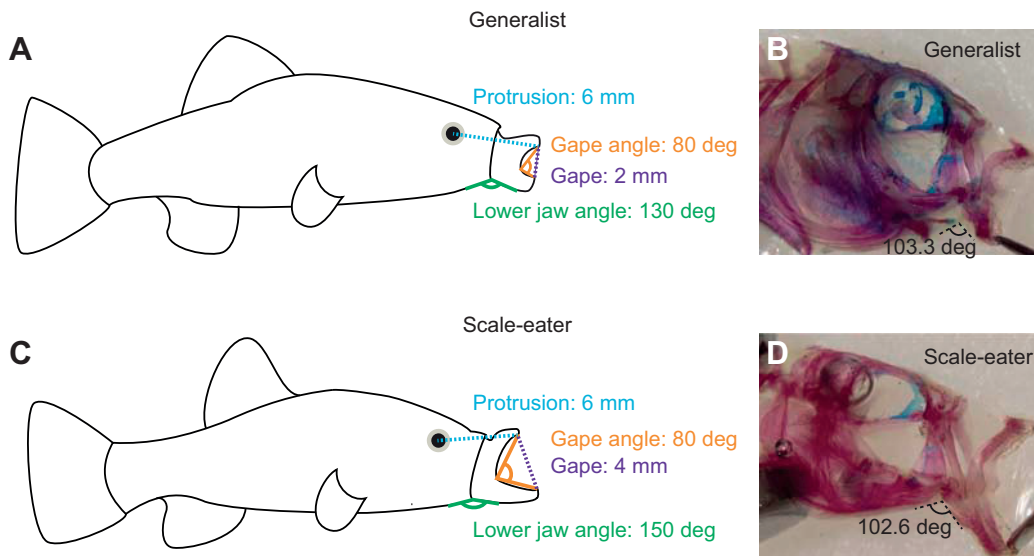 Generalist
A
Protrusion: 6 mm
Gape angle: 80 deg
Gape: 2 mm
Lower jaw angle: 130 deg
B
Generalist
103.3 deg
Scale-eater
C
Protrusion: 6 mm
Gape angle: 80 deg
Gape: 4 mm
Lower jaw angle: 150 deg
D
Scale-eater
102.6 deg